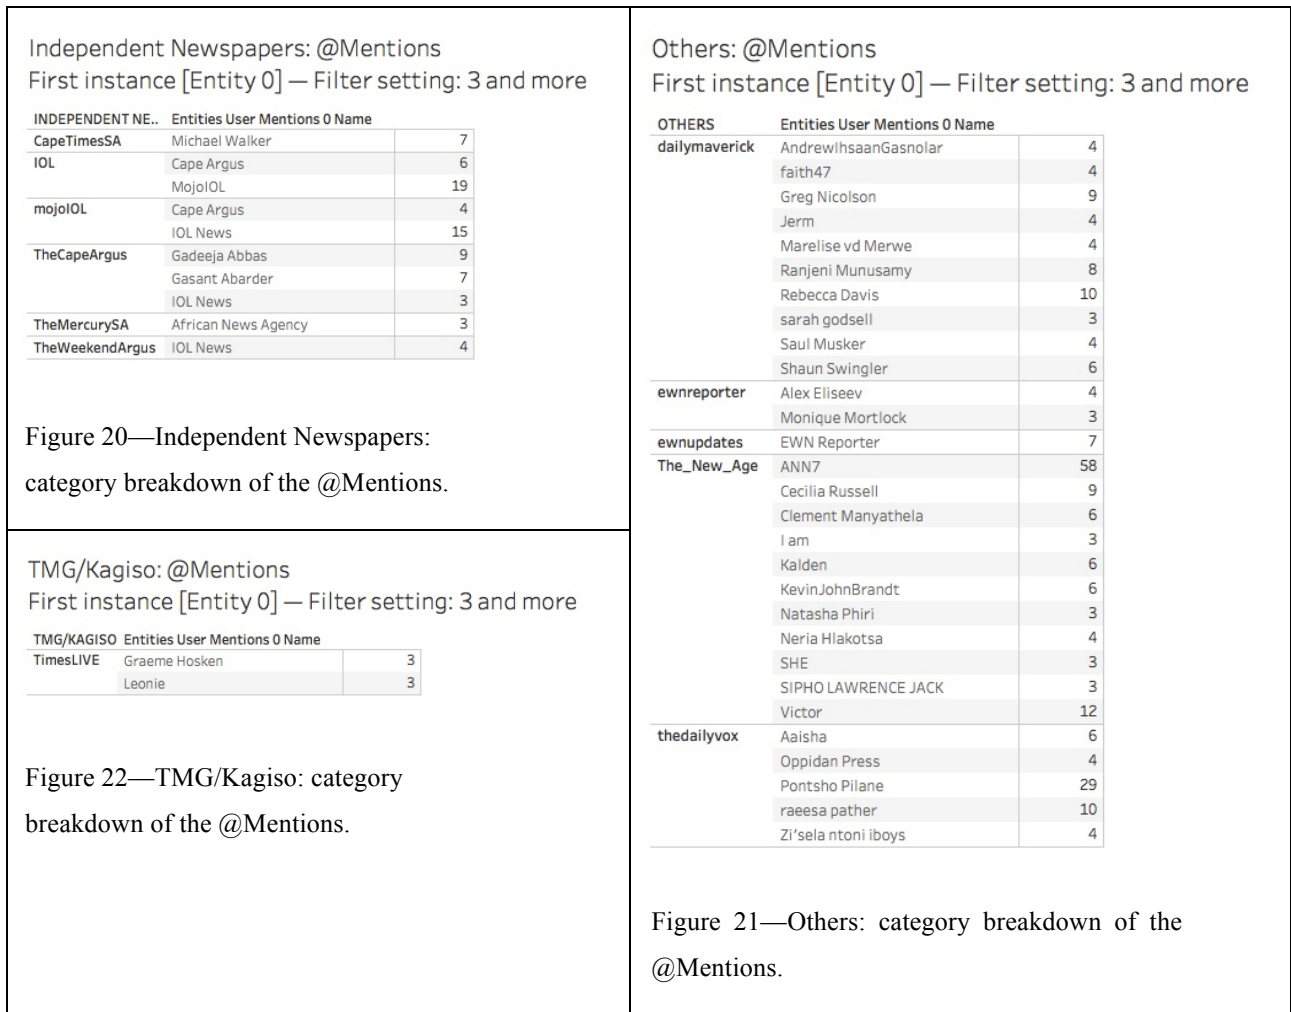 Independent Newspapers: @Mentions
First instance [Entity 0] — Filter setting: 3 and more
INDEPENDENT NE.. Entities User Mentions 0 Name
CapeTimesSA Michael Walker 7
IOL Cape Argus 6
MojoIOL 19
mojoIOL Cape Argus 4
IOL News 15
TheCapeArgus Gadeeja Abbas 9
Gasant Abarder 7
IOL News 3
TheMercurySA African News Agency 3
TheWeekendArgus IOL News 4
Figure 20—Independent Newspapers:
category breakdown of the @Mentions.
TMG/Kagiso: @Mentions
First instance [Entity 0] — Filter setting: 3 and more
TMG/KAGISO Entities User Mentions 0 Name
TimesLIVE Graeme Hosken 3
Leonie 3
Figure 22—TMG/Kagiso: category
breakdown of the @Mentions.
Others: @Mentions
First instance [Entity 0] — Filter setting: 3 and more
OTHERS Entities User Mentions 0 Name
dailymaverick AndrewIhsaanGasnolar 4
faith47 4
Greg Nicolson 9
Jerm 4
Marelise vd Merwe 4
Ranjeni Munusamy 8
Rebecca Davis 10
sarah godsell 3
Saul Musker 4
Shaun Swingler 6
ewnreporter Alex Eliseev 4
Monique Mortlock 3
ewnupdates EWN Reporter 7
The_New_Age ANN7 58
Cecilia Russell 9
Clement Manyathela 6
I am 3
Kalden 6
KevinJohnBrandt 6
Natasha Phiri 3
Neria Hlakotsa 4
SHE 3
SIPHO LAWRENCE JACK 3
Victor 12
thedailyvox Aaisha 6
Oppidan Press 4
Pontsho Pilane 29
raeesa pather 10
Zi'sela ntoni iboys 4
Figure 21—Others: category breakdown of the
@Mentions.